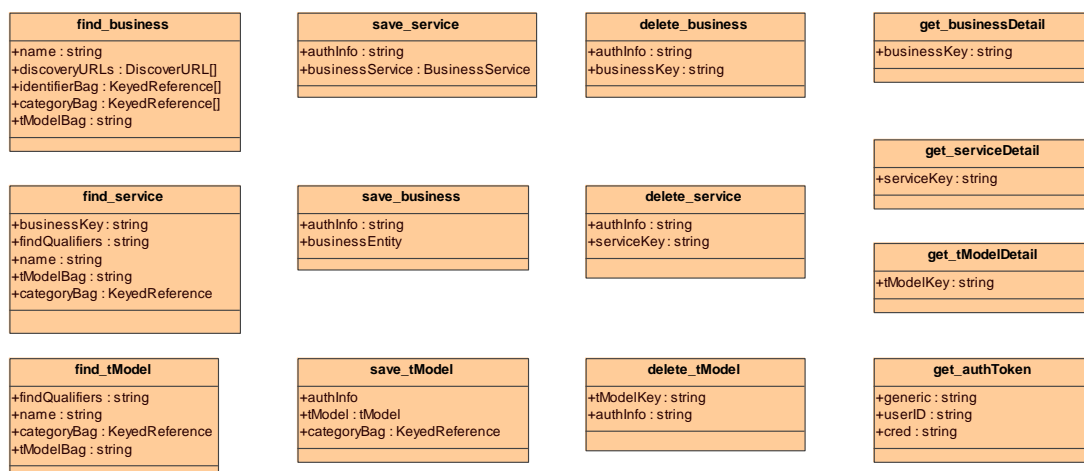 find_business
+name : string
+discoveryURLs : DiscoverURL[]
+identifierBag : KeyedReference[]
+categoryBag : KeyedReference[]
+tModelBag : string
save_service
+authInfo : string
+businessService : BusinessService
delete_business
+authInfo : string
+businessKey : string
get_businessDetail
+businessKey : string
get_serviceDetail
+serviceKey : string
find_service
+businessKey : string
+findQualifiers : string
+name : string
+tModelBag : string
+categoryBag : KeyedReference
save_business
+authInfo : string
+businessEntity
delete_service
+authInfo : string
+serviceKey : string
get_tModelDetail
+tModelKey : string
find_tModel
+findQualifiers : string
+name : string
+categoryBag : KeyedReference
+tModelBag : string
save_tModel
+authInfo
+tModel : tModel
+categoryBag : KeyedReference
delete_tModel
+tModelKey : string
+authInfo : string
get_authToken
+generic : string
+userID : string
+cred : string